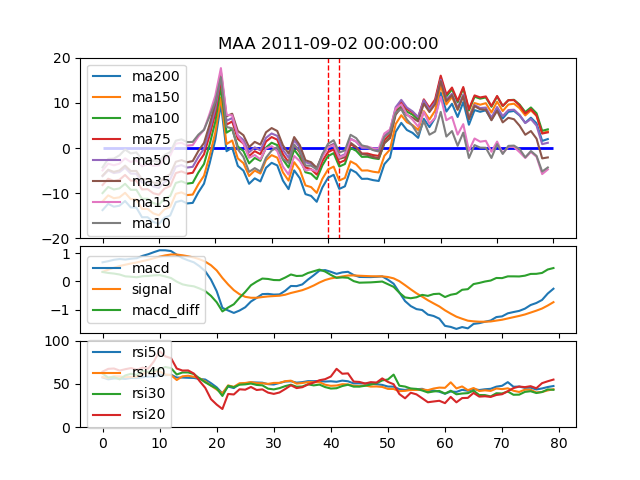 MAA 2011-09-02 00:00:00
20
10
0
−10
−20
ma200
ma150
ma100
ma75
ma50
ma35
ma15
ma10
1
0
−1
macd
signal
macd_diff
100
50
0
rsi50
rsi40
rsi30
rsi20
0 10 20 30 40 50 60 70 80